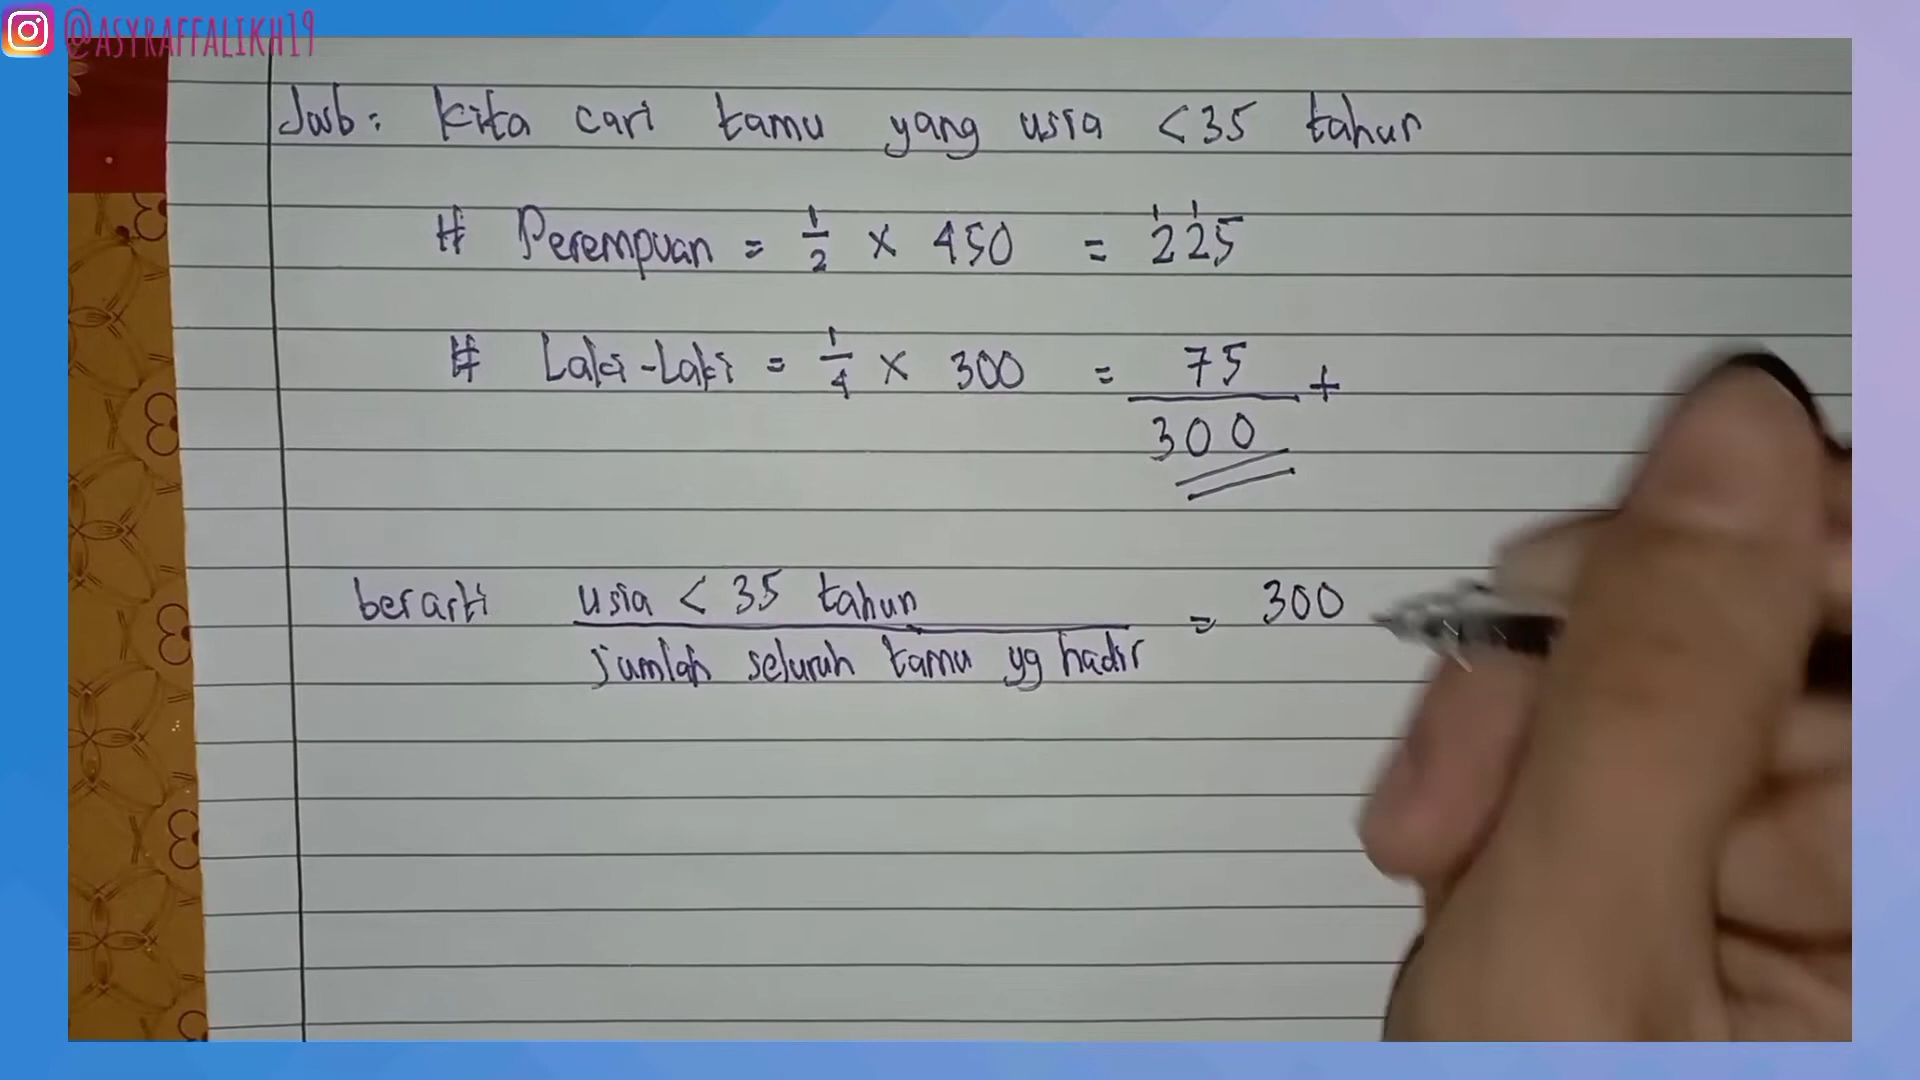 @ASYRAFFALIKH19
Jwb: kita cari tamu yang usia < 35 tahun
# Perempuan = 1/2 × 450 = 225
# Laki-Laki = 1/4 × 300 = 75 +
300
berarti usia < 35 tahun = 300
jumlah seluruh tamu yg hadir